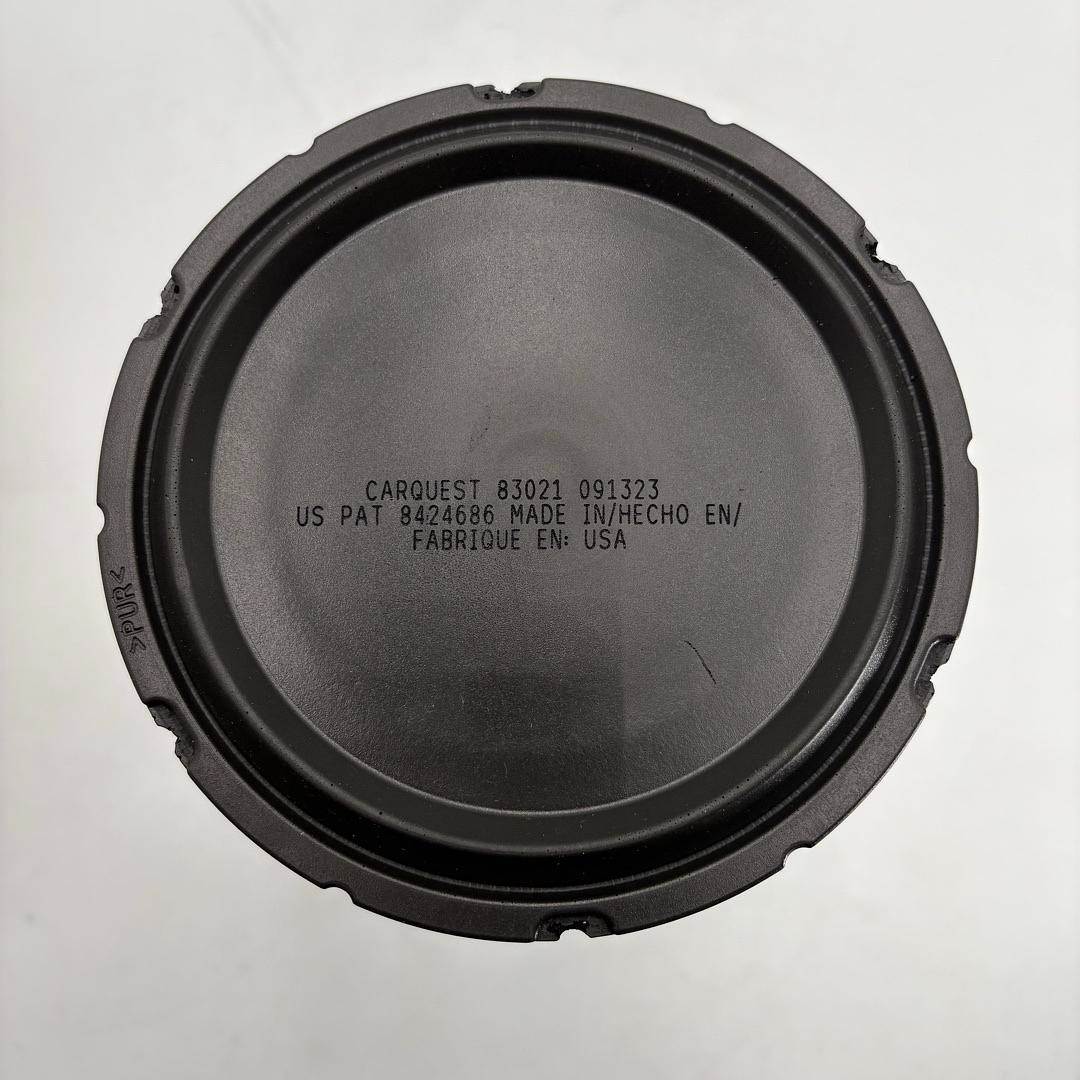 CARQUEST 83021 091323
US PAT 8424686 MADE IN/HECHO EN/
FABRIQUE EN: USA
>PUR<